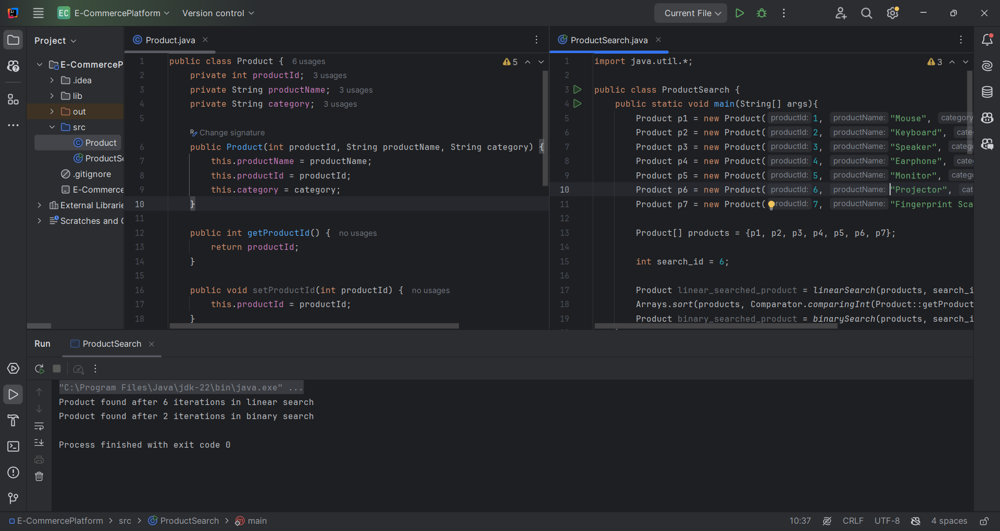 EC E-CommercePlatform Version control Current File
Project
E-CommerceP
.idea
lib
out
src
Product
ProductSe
.gitignore
E-Commerce
External Librarie
Scratches and
Product.java
5
1 public class Product { 6 usages
2 private int productId; 3 usages
3 private String productName; 3 usages
4 private String category; 3 usages
5
Change signature
6 public Product(int productId, String productName, String category) {
7 this.productName = productName;
8 this.productId = productId;
9 this.category = category;
10 }
11
12 public int getProductId() { no usages
13 return productId;
14 }
15
16 public void setProductId(int productId) { no usages
17 this.productId = productId;
18 }
ProductSearch.java
3
1 import java.util.*;
2
3 public class ProductSearch {
4 public static void main(String[] args){
5 Product p1 = new Product( productId: 1, productName: "Mouse", category
6 Product p2 = new Product( productId: 2, productName: "Keyboard", cate
7 Product p3 = new Product( productId: 3, productName: "Speaker", categ
8 Product p4 = new Product( productId: 4, productName: "Earphone", cate
9 Product p5 = new Product( productId: 5, productName: "Monitor", catego
10 Product p6 = new Product( productId: 6, productName: "Projector", cat
11 Product p7 = new Product( roductId: 7, productName: "Fingerprint Sca
12
13 Product[] products = {p1, p2, p3, p4, p5, p6, p7};
14
15 int search_id = 6;
16
17 Product linear_searched_product = linearSearch(products, search_i
18 Arrays.sort(products, Comparator.comparingInt(Product::getProduct
19 Product binary_searched_product = binarySearch(products, search_i
Run ProductSearch
"C:\Program Files\Java\jdk-22\bin\java.exe" ...
Product found after 6 iterations in linear search
Product found after 2 iterations in binary search
Process finished with exit code 0
E-CommercePlatform > src > ProductSearch > main 10:37 CRLF UTF-8 4 spaces